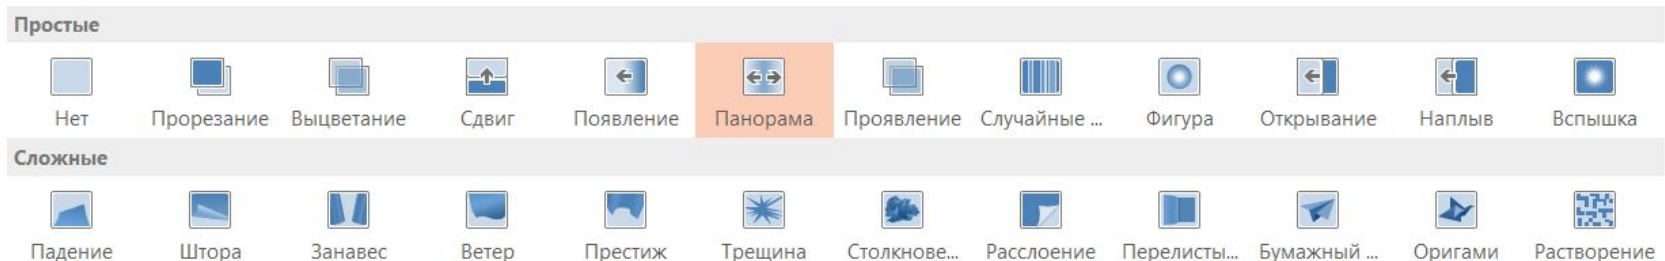 Простые
Нет Прорезание Выцветание Сдвиг Появление Панорама Проявление Случайные ... Фигура Открывание Наплыв Вспышка
Сложные
Падение Штора Занавес Ветер Престиж Трещина Столкнове... Расслоение Перелисты... Бумажный ... Оригами Растворение